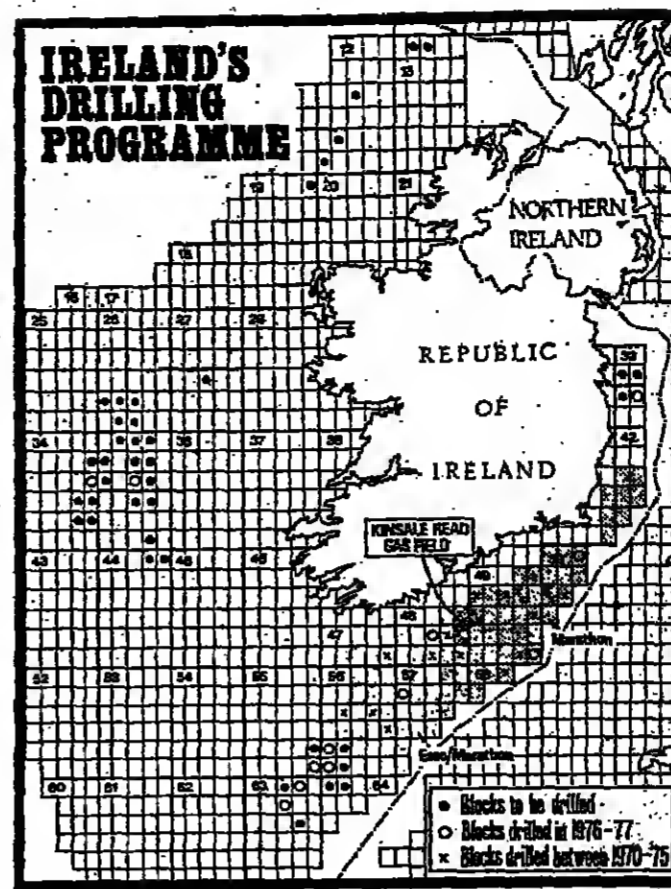 IRELAND'S
DRILLING
PROGRAMME
12
13
19
20
21
NORTHERN
IRELAND
18
16
17
25
26
27
28
REPUBLIC
OF
IRELAND
33
34
36
37
38
42
KINSALE HEAD
GAS FIELD
43
44
45
49
48
47
Marathon
52
53
54
55
56
57
58
Esso/Marathon
60
61
62
63
64
Blocks to be drilled
Blocks drilled in 1976-77
Blocks drilled between 1970-75